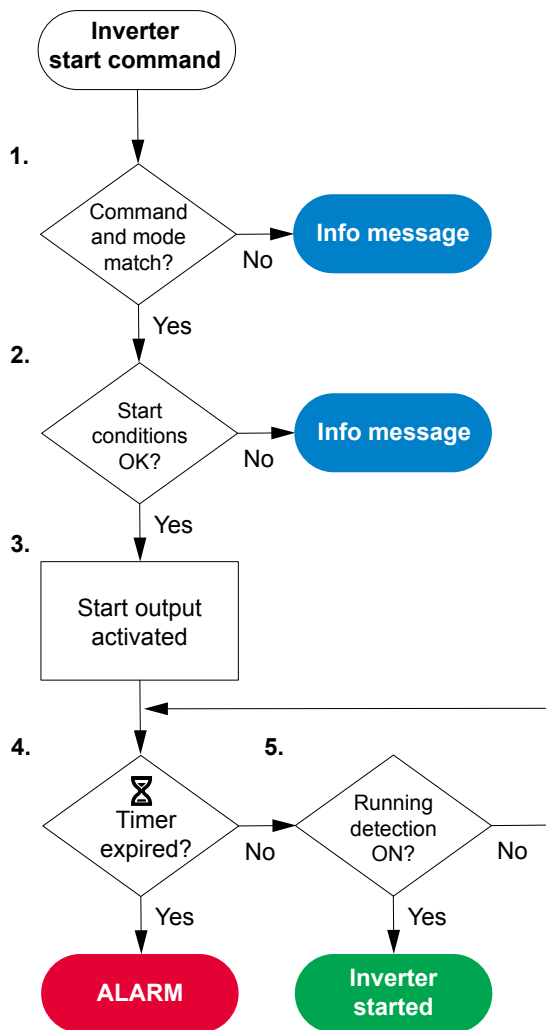 Inverter
start command
1.
Command
and mode
match?
No
Info message
Yes
2.
Start
conditions
OK?
No
Info message
Yes
3.
Start output
activated
4.
Timer
expired?
No
5.
Running
detection
ON?
No
Yes
ALARM
Yes
Inverter
started